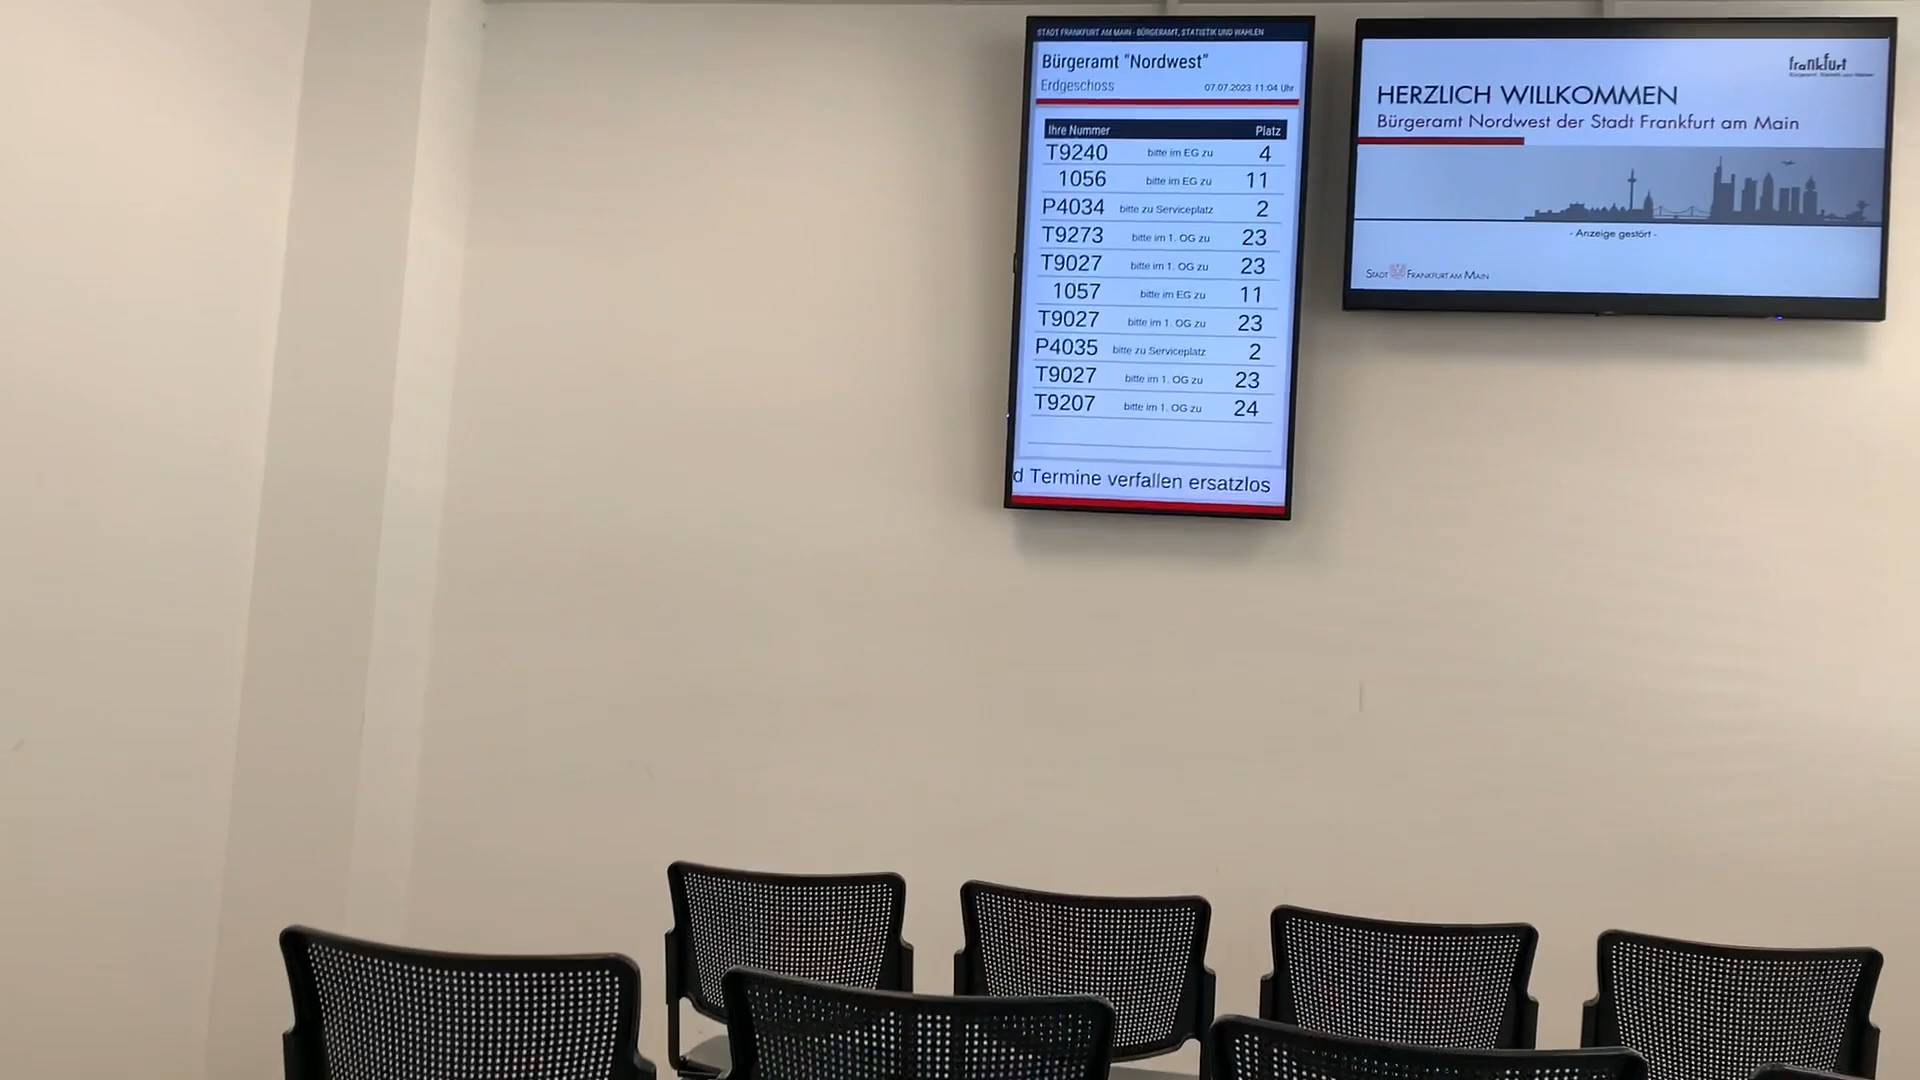 STADT FRANKFURT AM MAIN - BÜRGERAMT, STATISTIK UND WAHLEN
Bürgeramt "Nordwest"
Erdgeschoss 07.07.2023 11:04 Uhr
Ihre Nummer Platz
T9240 bitte im EG zu 4
1056 bitte im EG zu 11
P4034 bitte zu Serviceplatz 2
T9273 bitte im 1. OG zu 23
T9027 bitte im 1. OG zu 23
1057 bitte im EG zu 11
T9027 bitte im 1. OG zu 23
P4035 bitte zu Serviceplatz 2
T9027 bitte im 1. OG zu 23
T9207 bitte im 1. OG zu 24
d Termine verfallen ersatzlos
frankfurt
HERZLICH WILLKOMMEN
Bürgeramt Nordwest der Stadt Frankfurt am Main
- Anzeige gestört -
STADT FRANKFURT AM MAIN